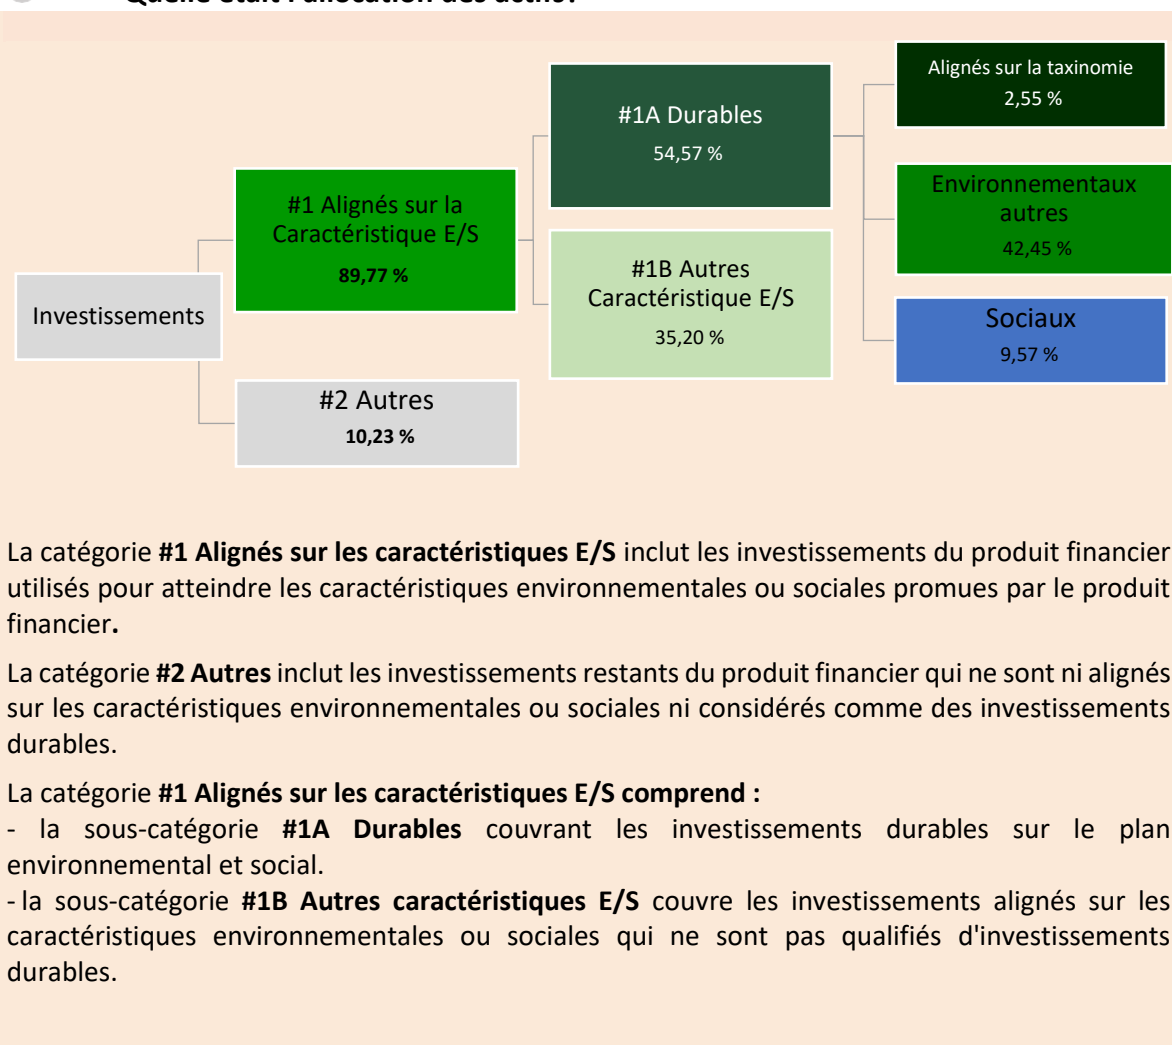 Quelle était l'allocation des actifs?
Alignés sur la taxinomie
2,55 %
#1A Durables
54,57 %
Environnementaux
autres
42,45 %
#1 Alignés sur la
Caractéristique E/S
89,77 %
#1B Autres
Caractéristique E/S
35,20 %
Investissements
Sociaux
9,57 %
#2 Autres
10,23 %
La catégorie #1 Alignés sur les caractéristiques E/S inclut les investissements du produit financier
utilisés pour atteindre les caractéristiques environnementales ou sociales promues par le produit
financier.
La catégorie #2 Autres inclut les investissements restants du produit financier qui ne sont ni alignés
sur les caractéristiques environnementales ou sociales ni considérés comme des investissements
durables.
La catégorie #1 Alignés sur les caractéristiques E/S comprend :
- la sous-catégorie #1A Durables couvrant les investissements durables sur le plan
environnemental et social.
- la sous-catégorie #1B Autres caractéristiques E/S couvre les investissements alignés sur les
caractéristiques environnementales ou sociales qui ne sont pas qualifiés d'investissements
durables.